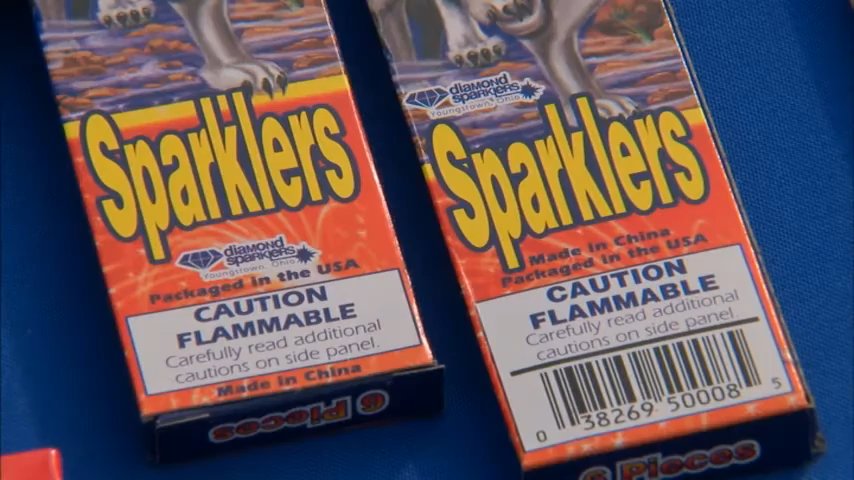 Sparklers
diamond
sparklers
Youngstown, Ohio
Packaged in the USA
CAUTION
FLAMMABLE
Carefully read additional
cautions on side panel.
Made in China
6 Pieces
diamond
sparklers
Youngstown, Ohio
Sparklers
Made in China
Packaged in the USA
CAUTION
FLAMMABLE
Carefully read additional
cautions on side panel.
0 38269 50008 5
6 Pieces